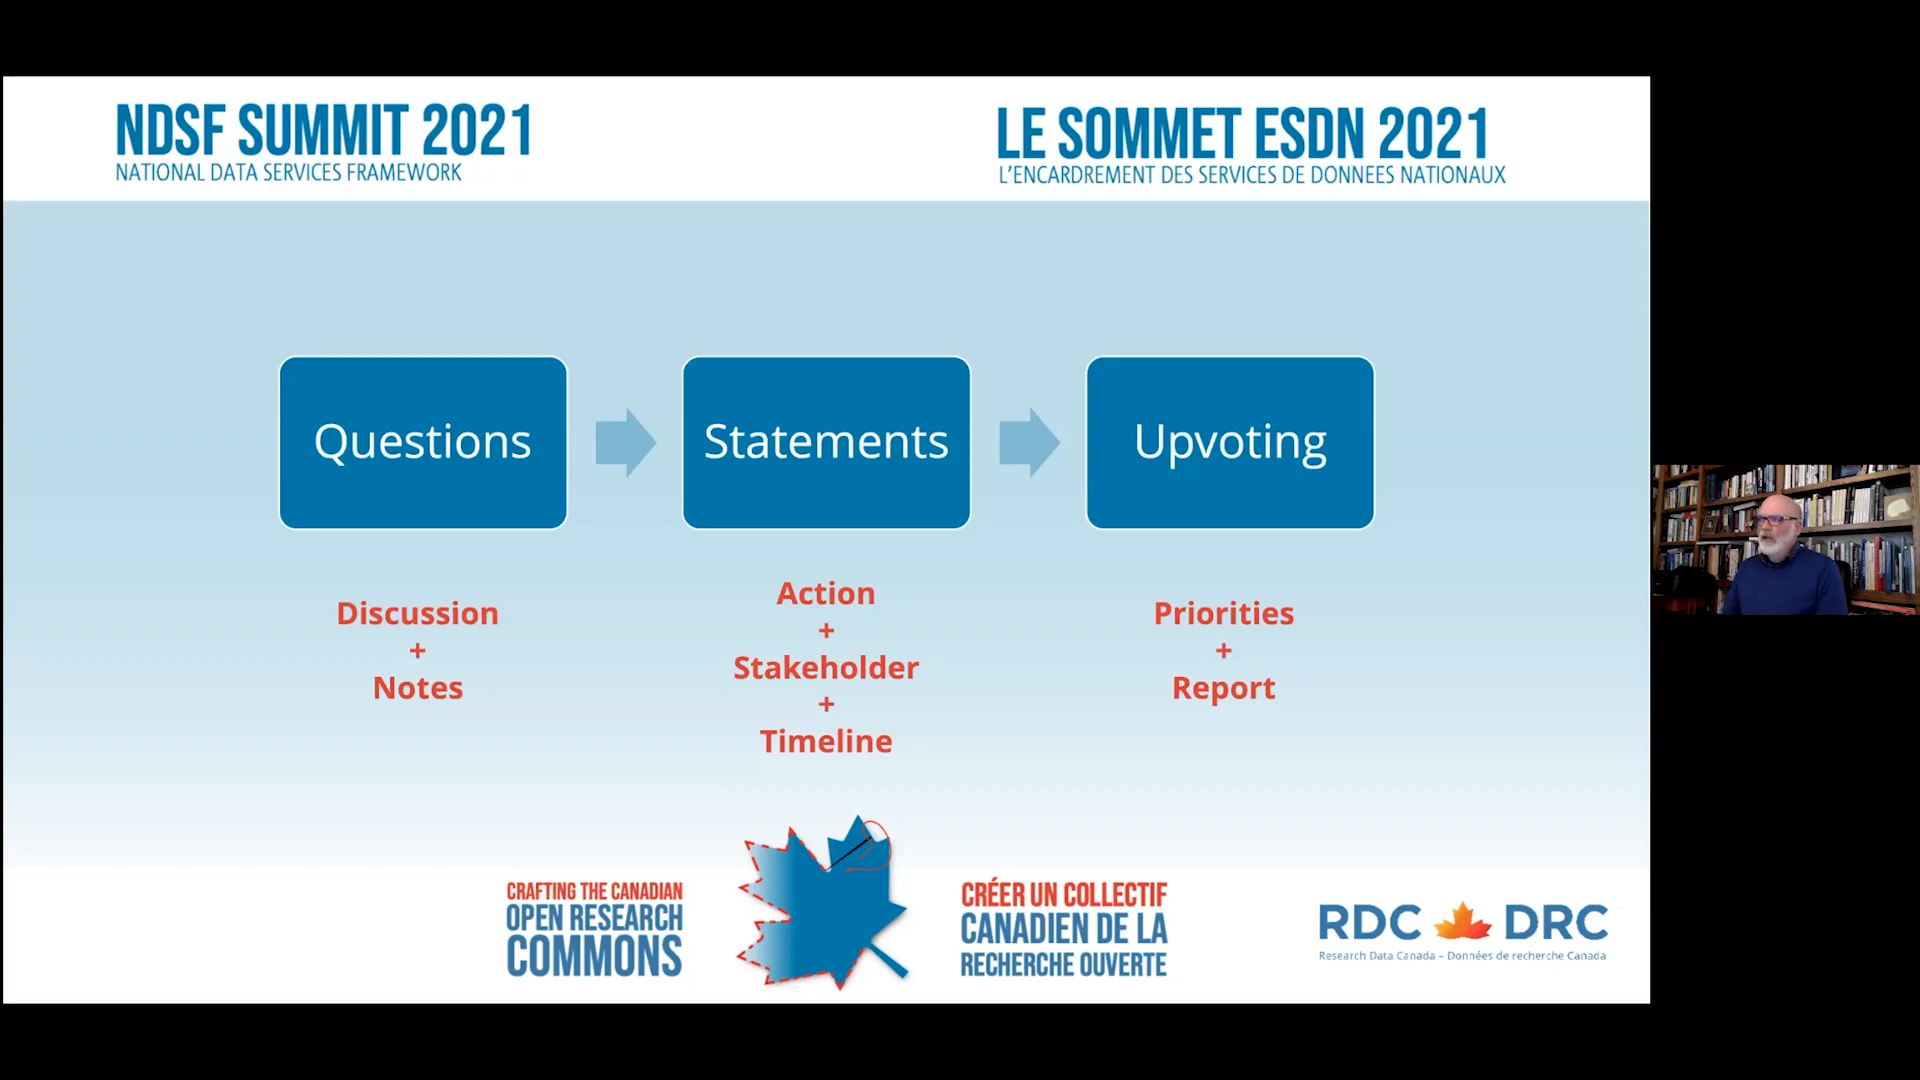 NDSF SUMMIT 2021
NATIONAL DATA SERVICES FRAMEWORK
LE SOMMET ESDN 2021
L'ENCARDREMENT DES SERVICES DE DONNEES NATIONAUX
Questions
Statements
Upvoting
Discussion
+
Notes
Action
+
Stakeholder
+
Timeline
Priorities
+
Report
CRAFTING THE CANADIAN
OPEN RESEARCH
COMMONS
CRÉER UN COLLECTIF
CANADIEN DE LA
RECHERCHE OUVERTE
RDC DRC
Research Data Canada – Données de recherche Canada